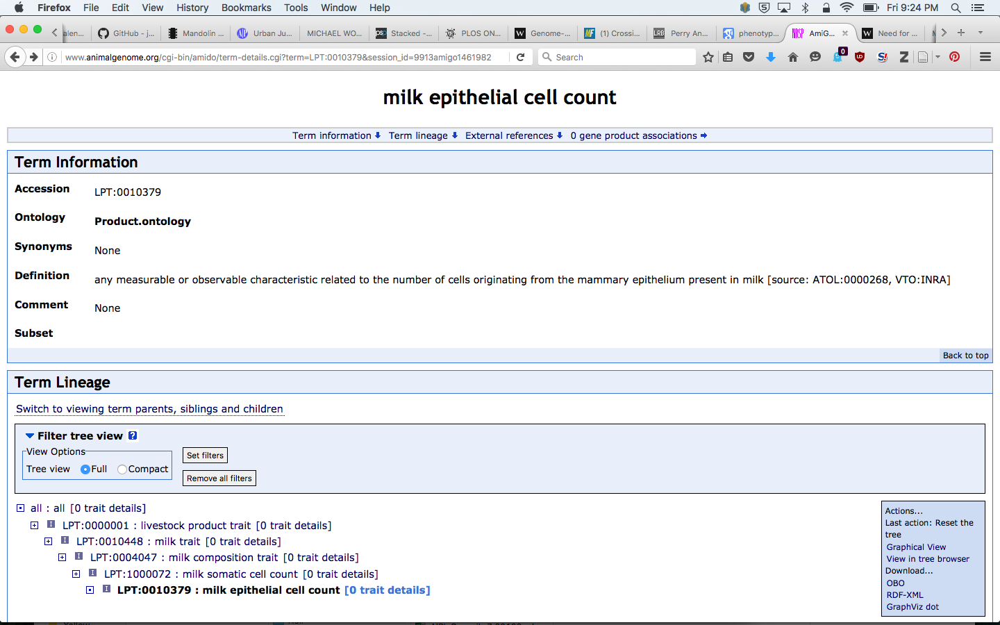 Firefox File Edit View History Bookmarks Tools Window Help Fri 9:24 PM
alen... GitHub - j... Mandolin ... Urban Ju... MICHAEL WO... Stacked -... PLOS ON... Genome-... (1) Crossi... Perry An... phenotyp... AmiG... Need for ...
www.animalgenome.org/cgi-bin/amido/term-details.cgi?term=LPT:0010379&session_id=9913amigo1461982 Search 0
milk epithelial cell count
Term information Term lineage External references 0 gene product associations
Term Information
Accession LPT:0010379
Ontology Product.ontology
Synonyms None
Definition any measurable or observable characteristic related to the number of cells originating from the mammary epithelium present in milk [source: ATOL:0000268, VTO:INRA]
Comment None
Subset
Back to top
Term Lineage
Switch to viewing term parents, siblings and children
Filter tree view ?
View Options
Tree view Full Compact
Set filters
Remove all filters
all : all [0 trait details]
I LPT:0000001 : livestock product trait [0 trait details]
I LPT:0010448 : milk trait [0 trait details]
I LPT:0004047 : milk composition trait [0 trait details]
I LPT:1000072 : milk somatic cell count [0 trait details]
I LPT:0010379 : milk epithelial cell count [0 trait details]
Actions...
Last action: Reset the
tree
Graphical View
View in tree browser
Download...
OBO
RDF-XML
GraphViz dot